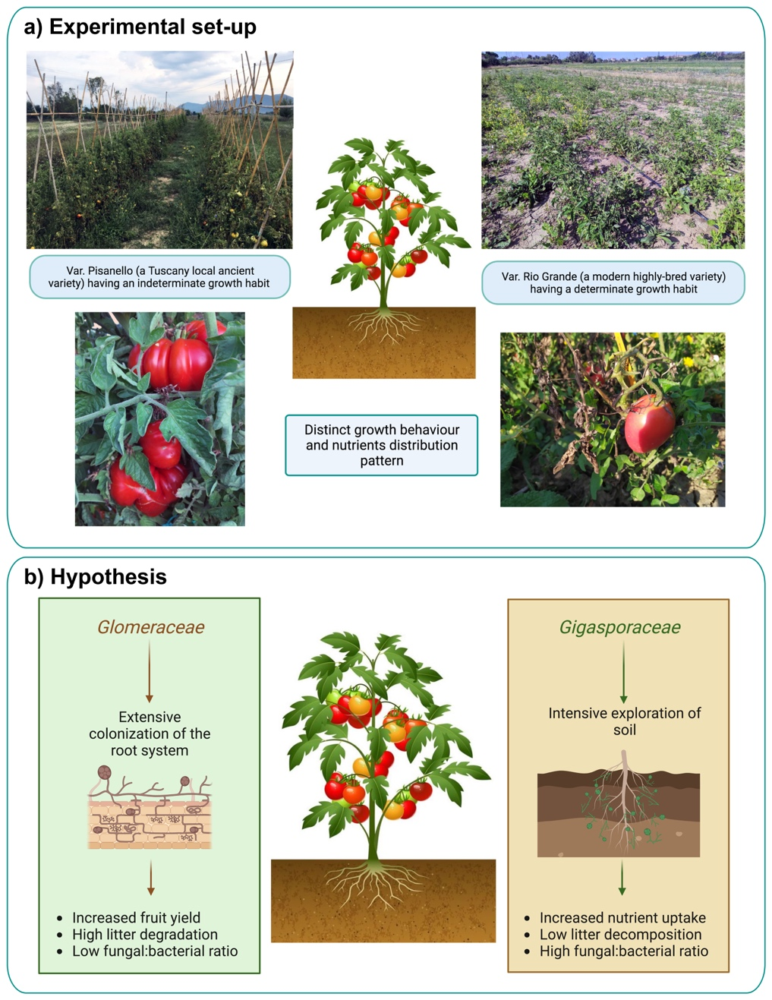 a) Experimental set-up
Var. Pisanello (a Tuscany local ancient
variety) having an indeterminate growth habit
Var. Rio Grande (a modern highly-bred variety)
having a determinate growth habit
Distinct growth behaviour
and nutrients distribution
pattern
b) Hypothesis
Glomeraceae
Extensive
colonization of the
root system
• Increased fruit yield
• High litter degradation
• Low fungal:bacterial ratio
Gigasporaceae
Intensive exploration of
soil
• Increased nutrient uptake
• Low litter decomposition
• High fungal:bacterial ratio